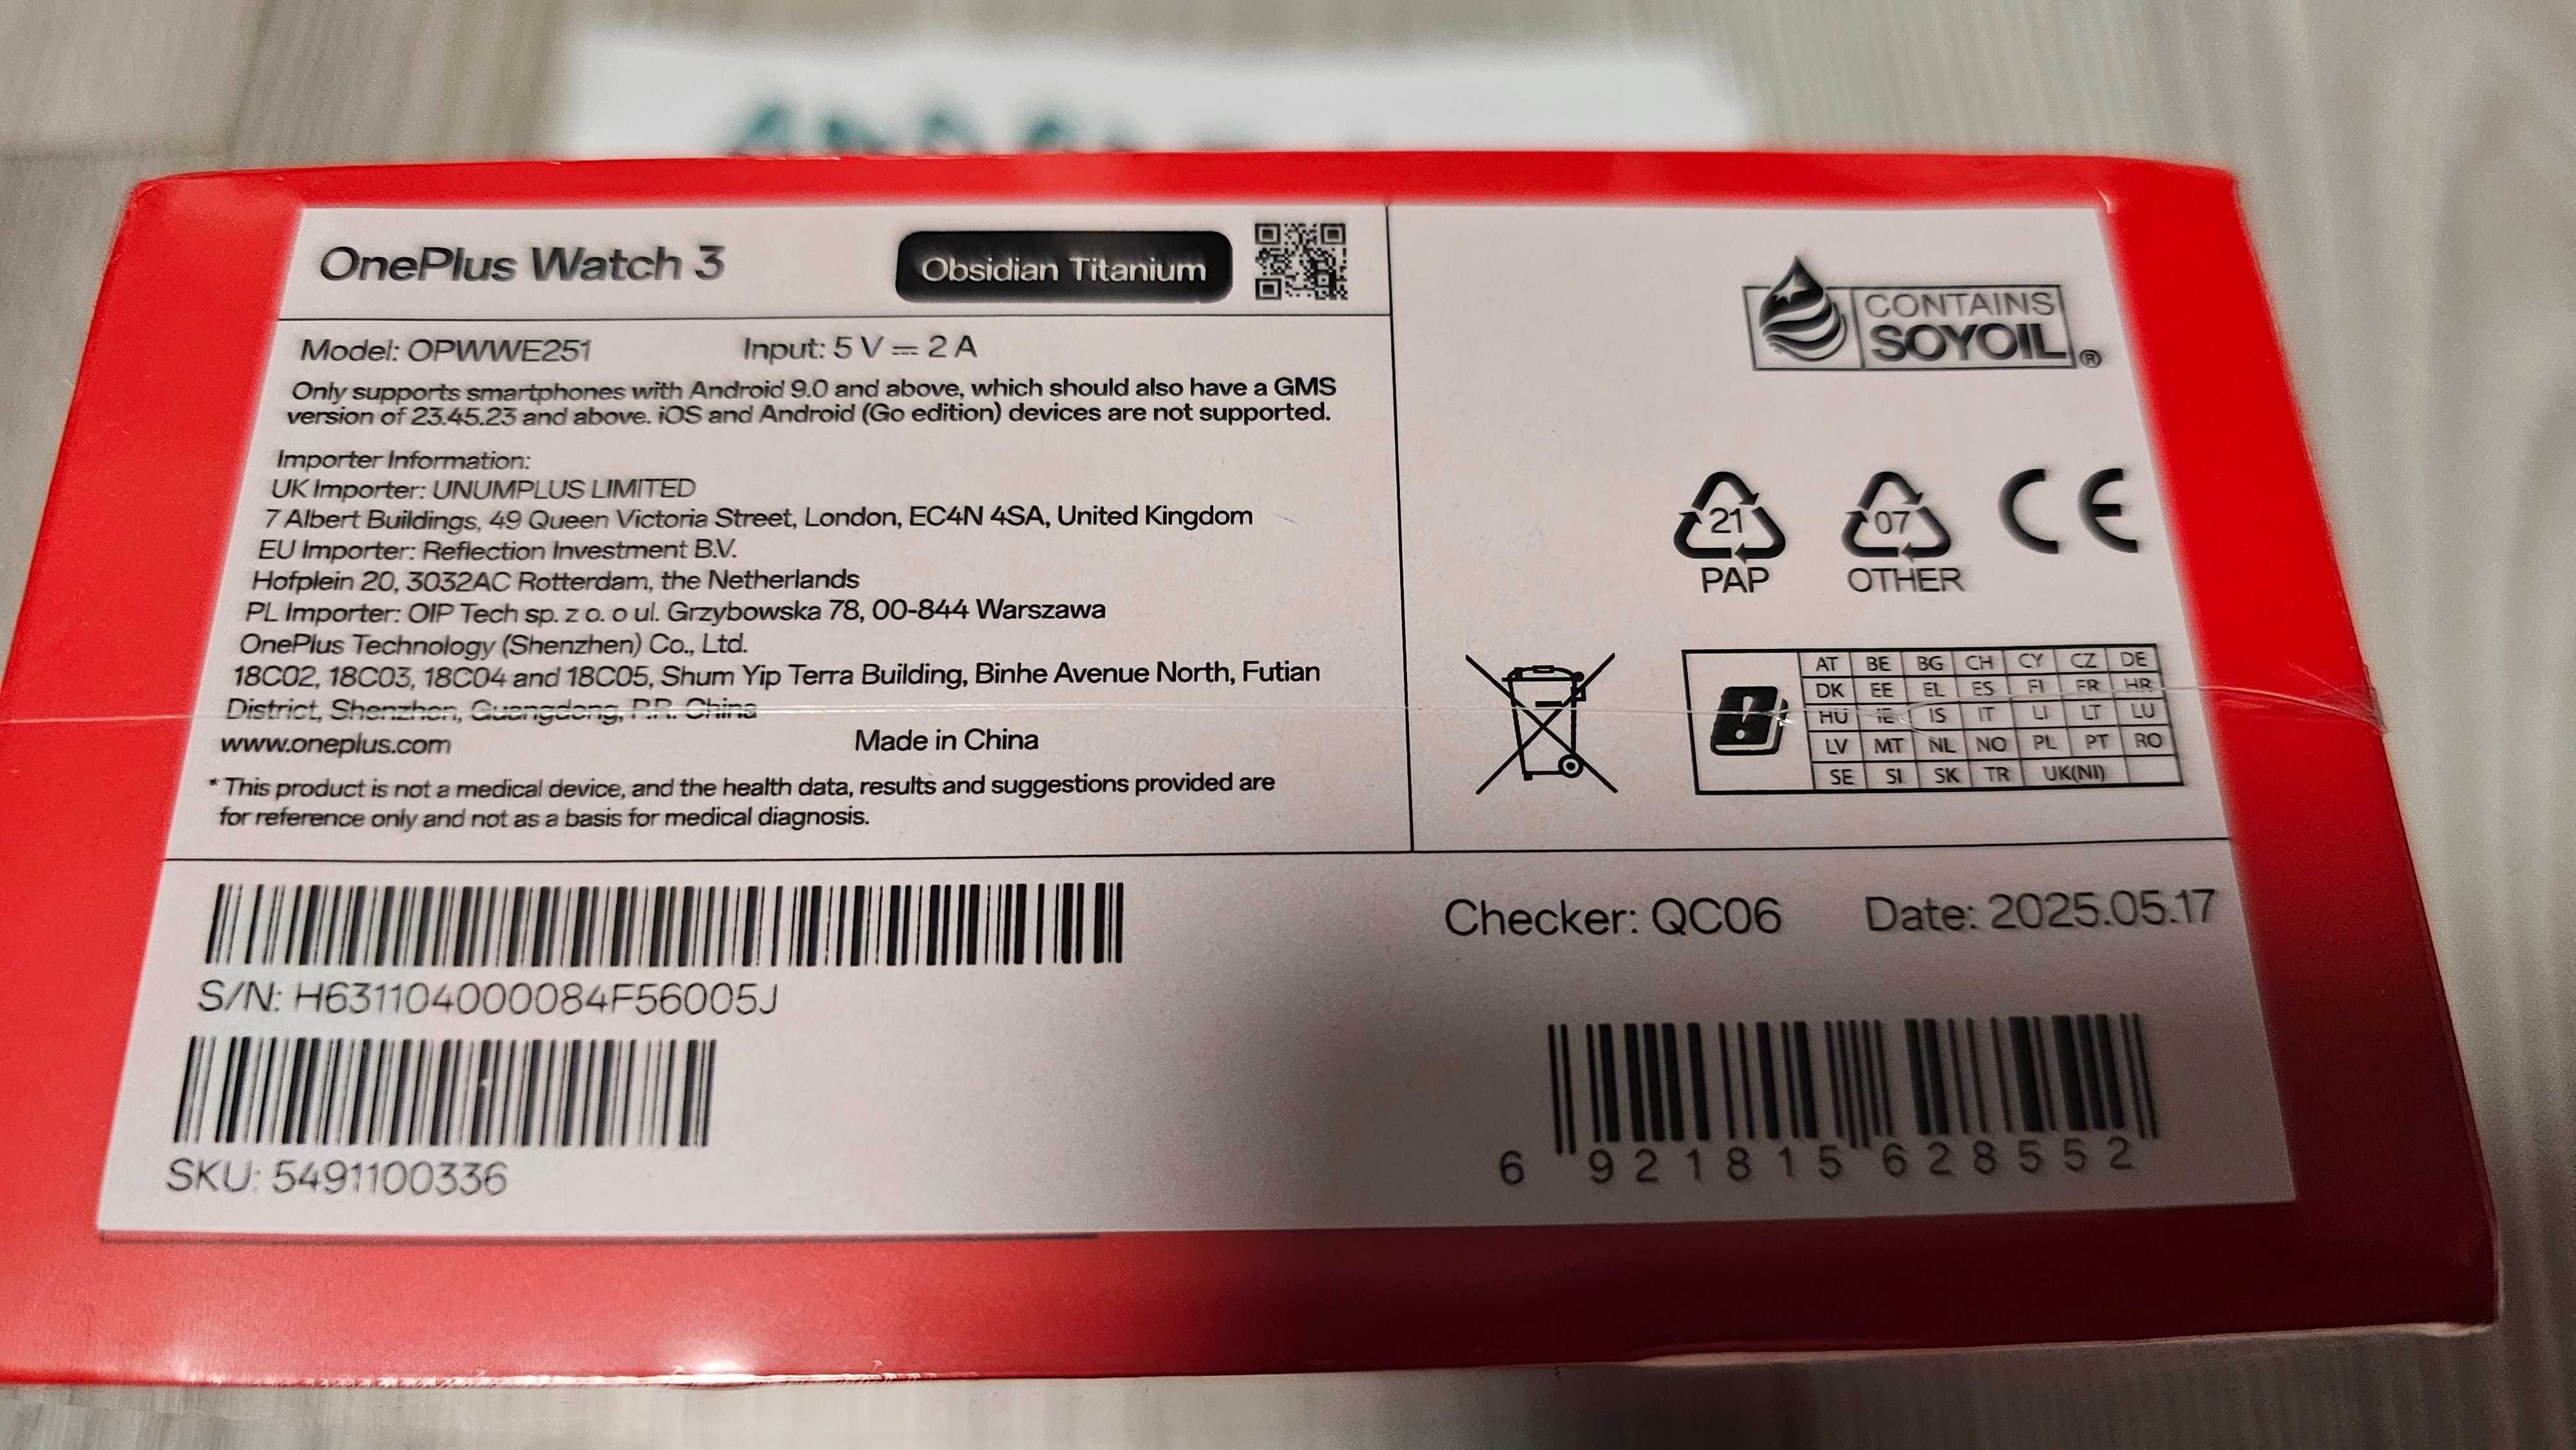 OnePlus Watch 3
Obsidian Titanium
Model: OPWWE251 Input: 5 V ⎓ 2 A
Only supports smartphones with Android 9.0 and above, which should also have a GMS
version of 23.45.23 and above. iOS and Android (Go edition) devices are not supported.
Importer Information:
UK Importer: UNUMPLUS LIMITED
7 Albert Buildings, 49 Queen Victoria Street, London, EC4N 4SA, United Kingdom
EU Importer: Reflection Investment B.V.
Hofplein 20, 3032AC Rotterdam, the Netherlands
PL Importer: OIP Tech sp. z o. o ul. Grzybowska 78, 00-844 Warszawa
OnePlus Technology (Shenzhen) Co., Ltd.
18C02, 18C03, 18C04 and 18C05, Shum Yip Terra Building, Binhe Avenue North, Futian
District, Shenzhen, Guangdong, P.R. China
www.oneplus.com Made in China
* This product is not a medical device, and the health data, results and suggestions provided are
for reference only and not as a basis for medical diagnosis.
CONTAINS
SOYOIL®
21 07 CE
PAP OTHER
AT BE BG CH CY CZ DE
DK EE EL ES FI FR HR
HU IE IS IT LI LT LU
LV MT NL NO PL PT RO
SE SI SK TR UK(NI)
S/N: H631104000084F56005J
SKU: 5491100336
Checker: QC06 Date: 2025.05.17
6 921815 628552